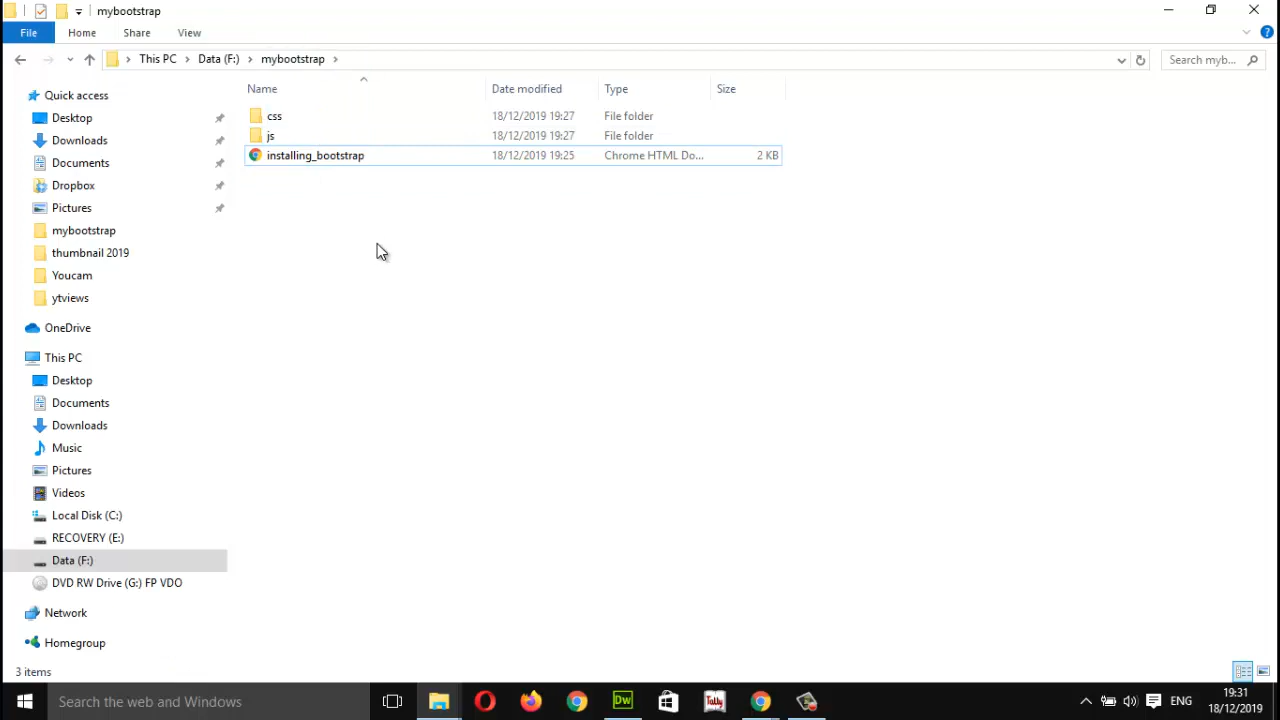 mybootstrap
File Home Share View
This PC Data (F:) mybootstrap Search myb...
Name Date modified Type Size
css 18/12/2019 19:27 File folder
js 18/12/2019 19:27 File folder
installing_bootstrap 18/12/2019 19:25 Chrome HTML Do... 2 KB
Quick access
Desktop
Downloads
Documents
Dropbox
Pictures
mybootstrap
thumbnail 2019
Youcam
ytviews
OneDrive
This PC
Desktop
Documents
Downloads
Music
Pictures
Videos
Local Disk (C:)
RECOVERY (E:)
Data (F:)
DVD RW Drive (G:) FP VDO
Network
Homegroup
3 items
Search the web and Windows
Dw
Tally
ENG
19:31
18/12/2019